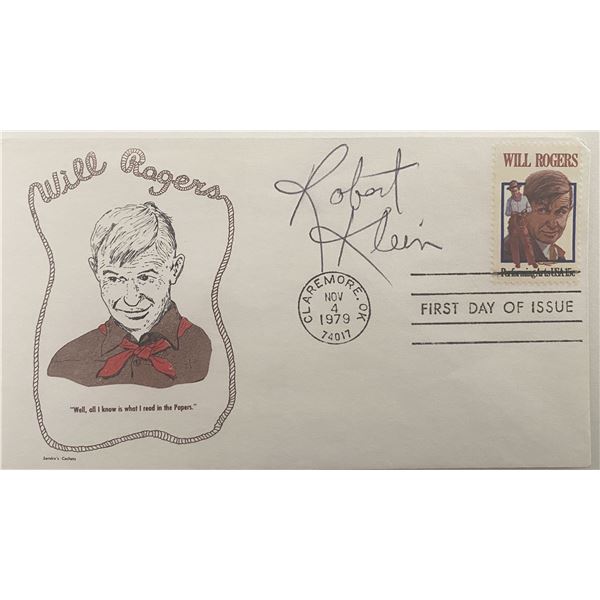 Will Rogers
"Well, all I know is what I read in the Papers."
Sandra's Cachets
Robert
Klein
WILL ROGERS
Performing Arts USA 15c
CLAREMORE, OK
NOV
4
1979
74017
FIRST DAY OF ISSUE